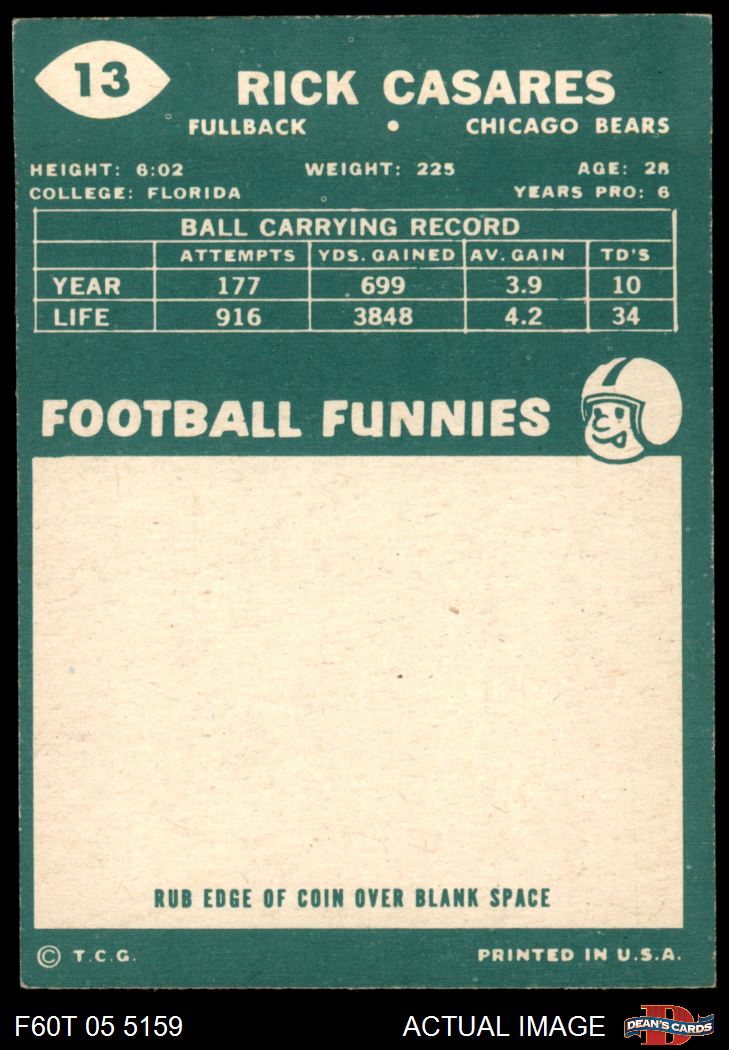 13
RICK CASARES
FULLBACK • CHICAGO BEARS
HEIGHT: 6:02 WEIGHT: 225 AGE: 28
COLLEGE: FLORIDA YEARS PRO: 6
BALL CARRYING RECORD
ATTEMPTS YDS. GAINED AV. GAIN TD'S
YEAR 177 699 3.9 10
LIFE 916 3848 4.2 34
FOOTBALL FUNNIES
RUB EDGE OF COIN OVER BLANK SPACE
© T.C.G. PRINTED IN U.S.A.
F60T 05 5159 ACTUAL IMAGE D DEAN'S CARDS